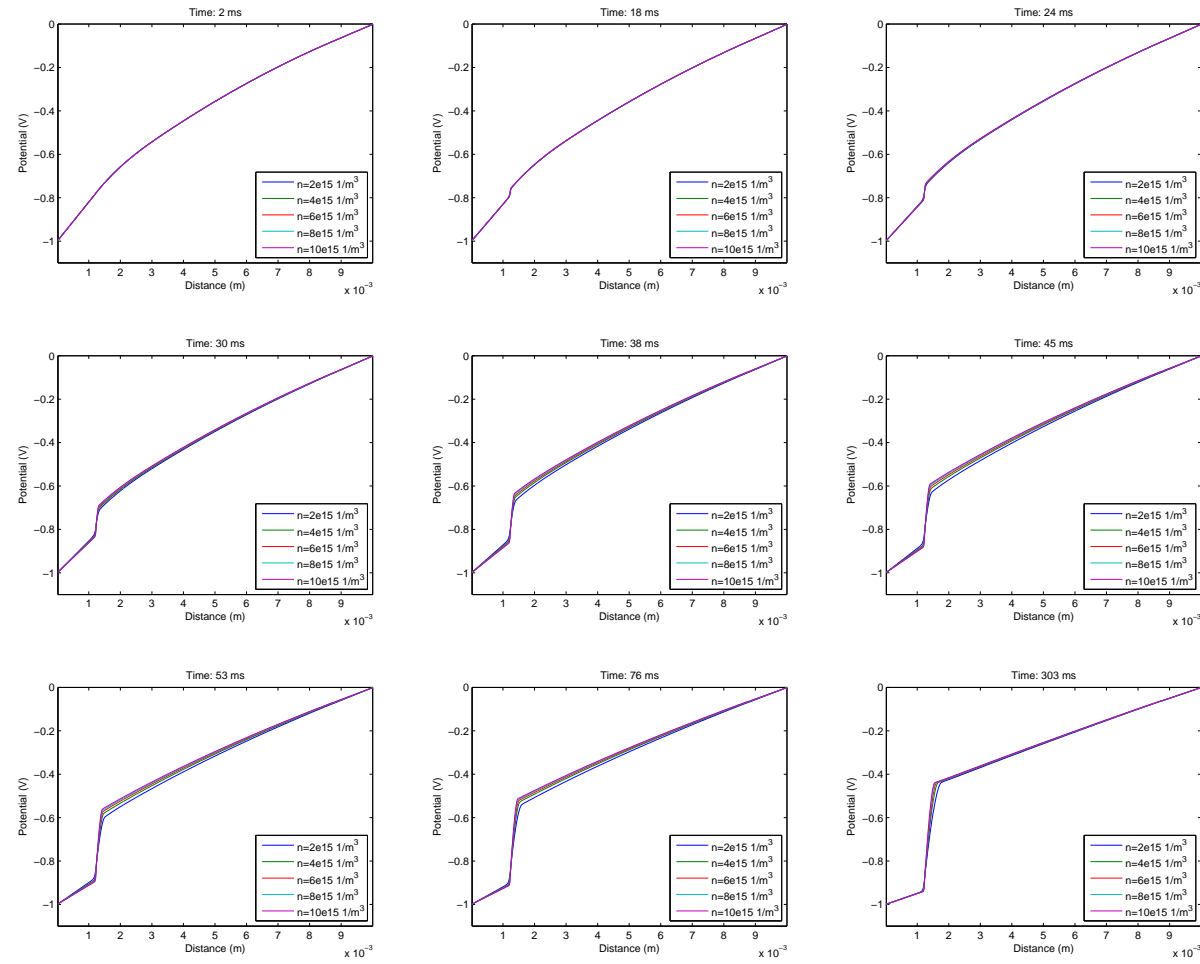 Time: 2 ms
0
−0.2
−0.4
−0.6
−0.8
−1
Potential (V)
n=2e15 1/m³
n=4e15 1/m³
n=6e15 1/m³
n=8e15 1/m³
n=10e15 1/m³
1 2 3 4 5 6 7 8 9
Distance (m)
x 10⁻³
Time: 18 ms
0
−0.2
−0.4
−0.6
−0.8
−1
Potential (V)
n=2e15 1/m³
n=4e15 1/m³
n=6e15 1/m³
n=8e15 1/m³
n=10e15 1/m³
1 2 3 4 5 6 7 8 9
Distance (m)
x 10⁻³
Time: 24 ms
0
−0.2
−0.4
−0.6
−0.8
−1
Potential (V)
n=2e15 1/m³
n=4e15 1/m³
n=6e15 1/m³
n=8e15 1/m³
n=10e15 1/m³
1 2 3 4 5 6 7 8 9
Distance (m)
x 10⁻³
Time: 30 ms
0
−0.2
−0.4
−0.6
−0.8
−1
Potential (V)
n=2e15 1/m³
n=4e15 1/m³
n=6e15 1/m³
n=8e15 1/m³
n=10e15 1/m³
1 2 3 4 5 6 7 8 9
Distance (m)
x 10⁻³
Time: 38 ms
0
−0.2
−0.4
−0.6
−0.8
−1
Potential (V)
n=2e15 1/m³
n=4e15 1/m³
n=6e15 1/m³
n=8e15 1/m³
n=10e15 1/m³
1 2 3 4 5 6 7 8 9
Distance (m)
x 10⁻³
Time: 45 ms
0
−0.2
−0.4
−0.6
−0.8
−1
Potential (V)
n=2e15 1/m³
n=4e15 1/m³
n=6e15 1/m³
n=8e15 1/m³
n=10e15 1/m³
1 2 3 4 5 6 7 8 9
Distance (m)
x 10⁻³
Time: 53 ms
0
−0.2
−0.4
−0.6
−0.8
−1
Potential (V)
n=2e15 1/m³
n=4e15 1/m³
n=6e15 1/m³
n=8e15 1/m³
n=10e15 1/m³
1 2 3 4 5 6 7 8 9
Distance (m)
x 10⁻³
Time: 76 ms
0
−0.2
−0.4
−0.6
−0.8
−1
Potential (V)
n=2e15 1/m³
n=4e15 1/m³
n=6e15 1/m³
n=8e15 1/m³
n=10e15 1/m³
1 2 3 4 5 6 7 8 9
Distance (m)
x 10⁻³
Time: 303 ms
0
−0.2
−0.4
−0.6
−0.8
−1
Potential (V)
n=2e15 1/m³
n=4e15 1/m³
n=6e15 1/m³
n=8e15 1/m³
n=10e15 1/m³
1 2 3 4 5 6 7 8 9
Distance (m)
x 10⁻³